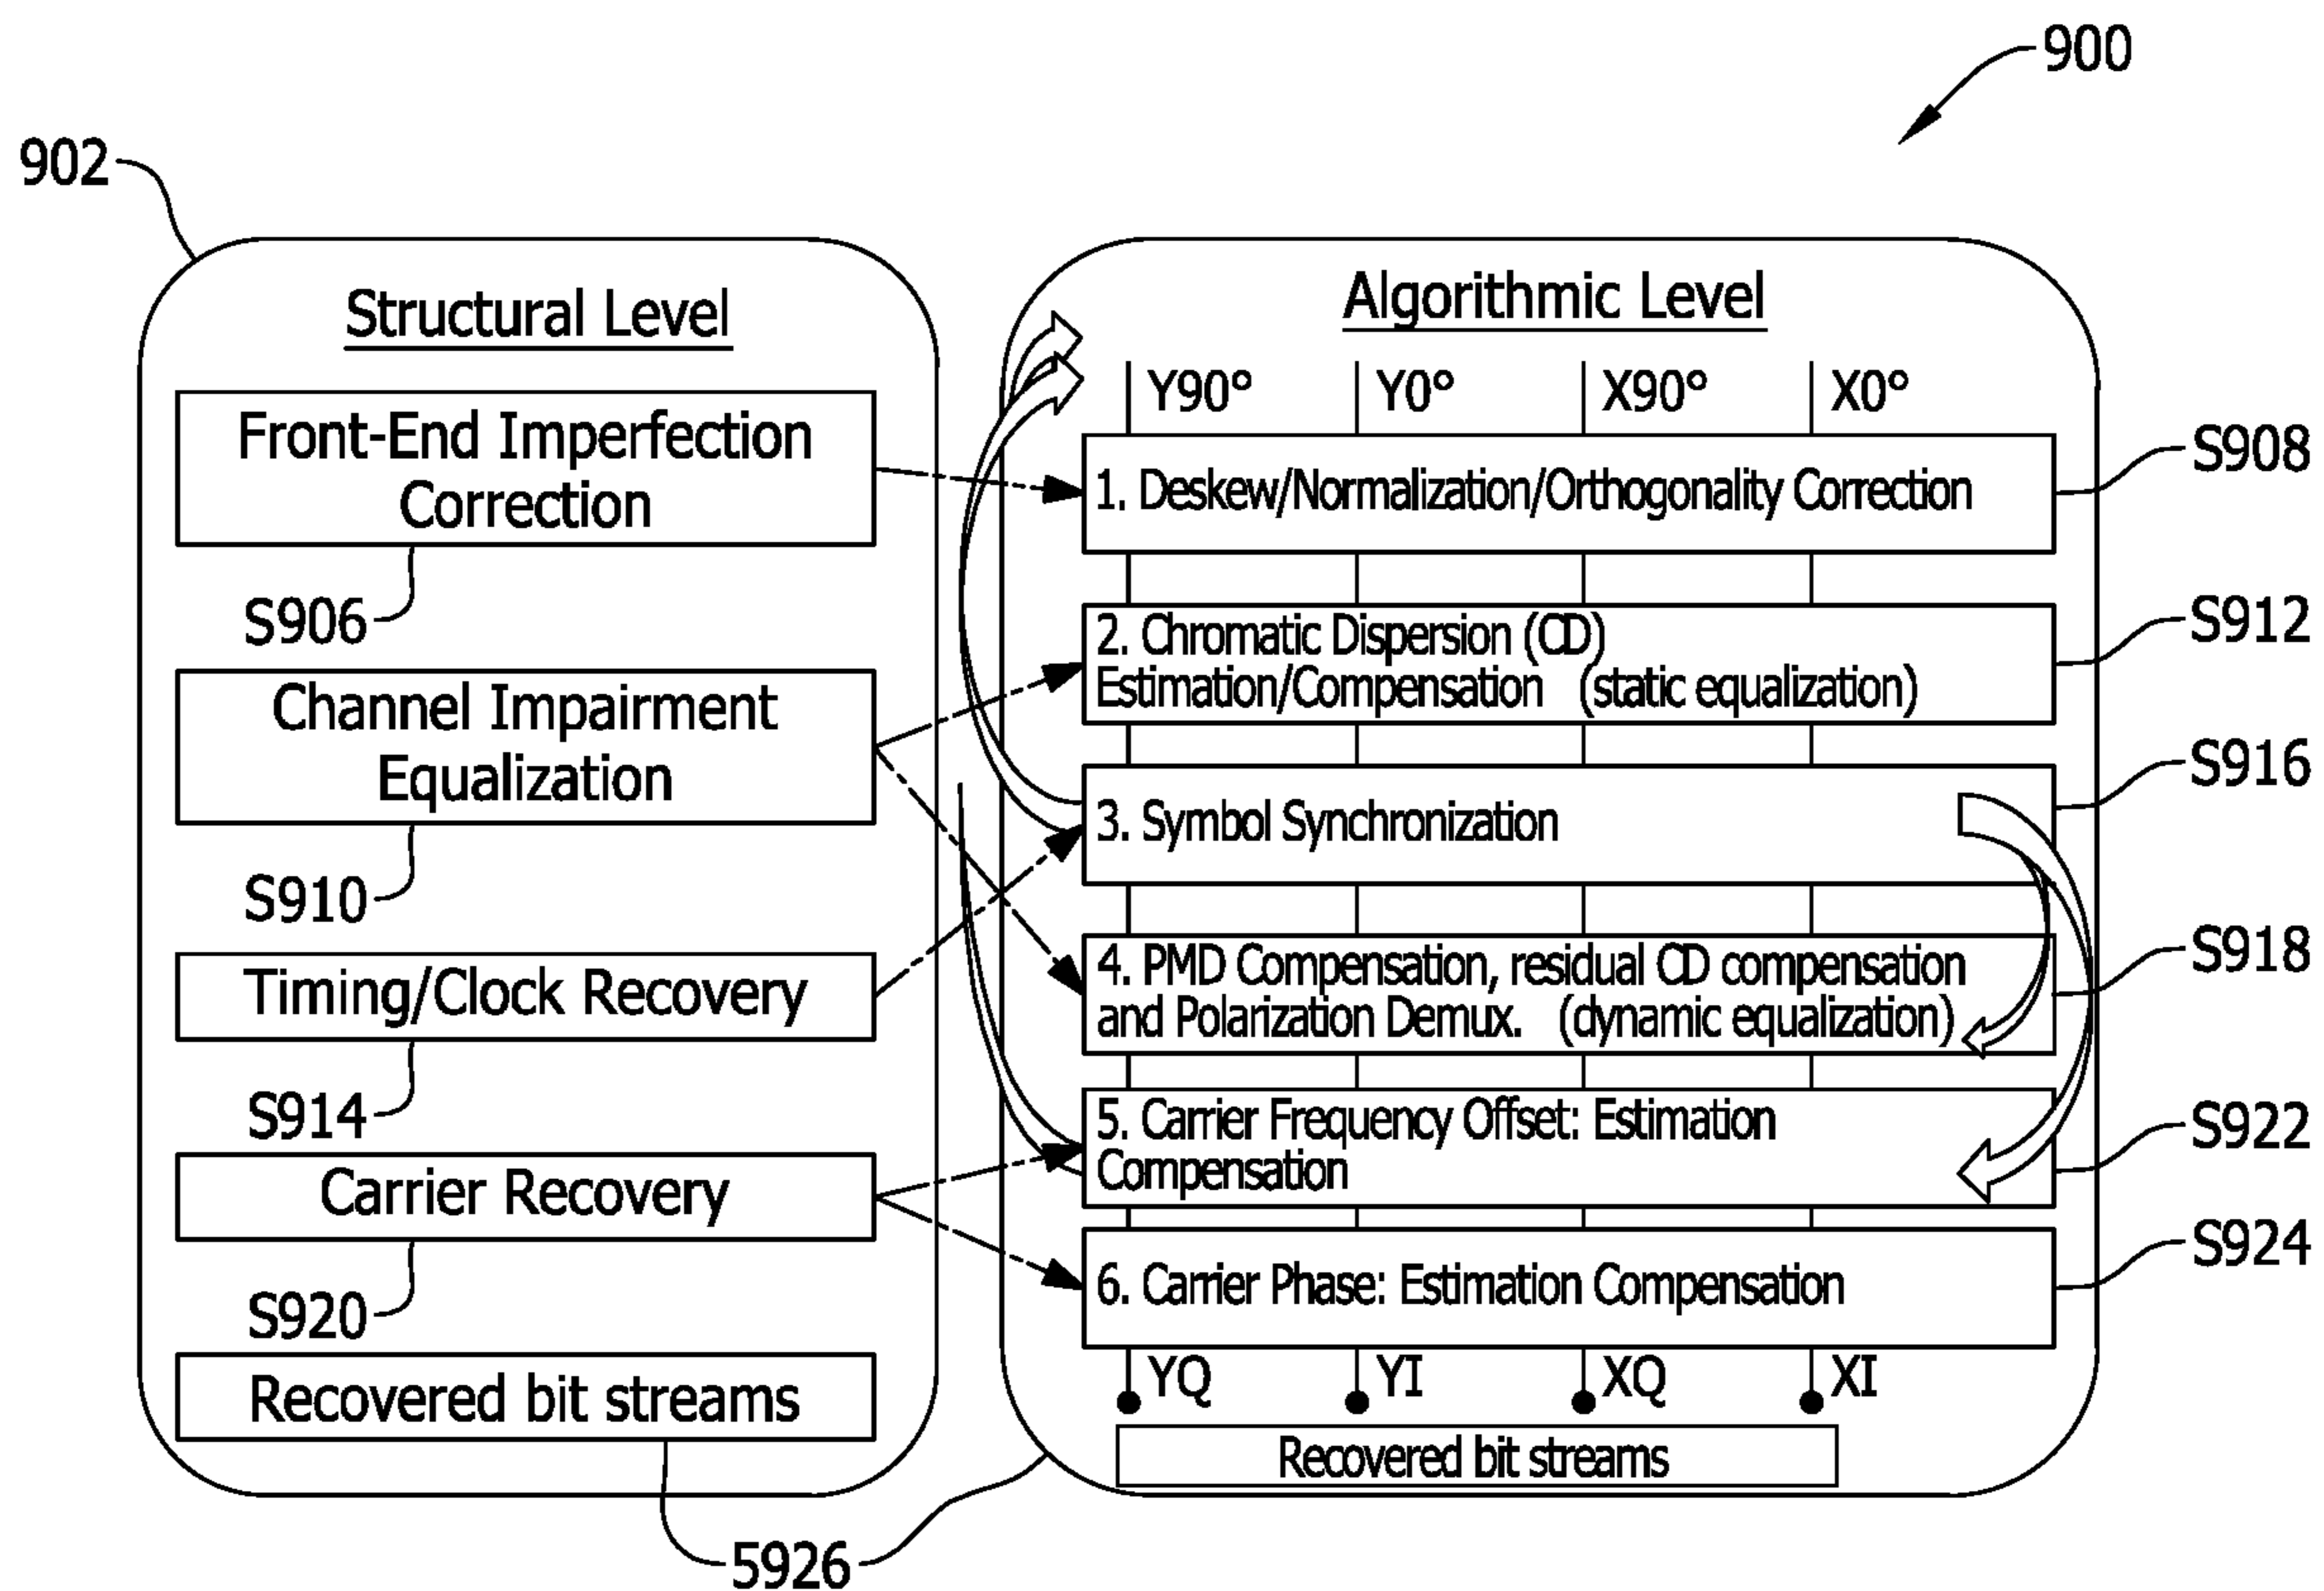 900
902
Structural Level
Front-End Imperfection
Correction
S906
Channel Impairment
Equalization
S910
Timing/Clock Recovery
S914
Carrier Recovery
S920
Recovered bit streams
5926
Algorithmic Level
Y90° Y0° X90° X0°
1. Deskew/Normalization/Orthogonality Correction
S908
2. Chromatic Dispersion (CD)
Estimation/Compensation (static equalization)
S912
3. Symbol Synchronization
S916
4. PMD Compensation, residual CD compensation
and Polarization Demux. (dynamic equalization)
S918
5. Carrier Frequency Offset: Estimation
Compensation
S922
6. Carrier Phase: Estimation Compensation
S924
YQ YI XQ XI
Recovered bit streams